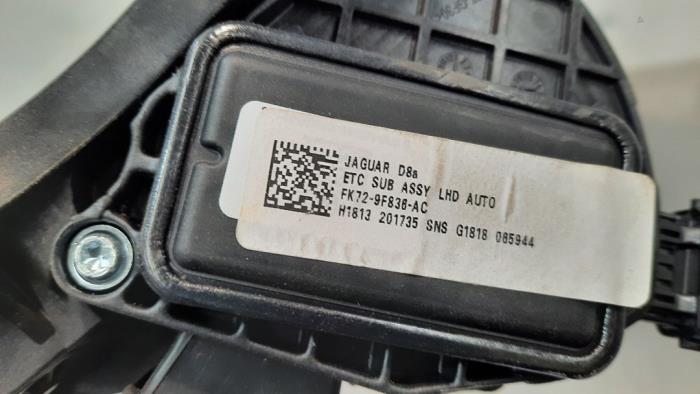 JAGUAR D8a
ETC SUB ASSY LHD AUTO
FK72-9F836-AC
H1813 201735 SNS G1818 085944